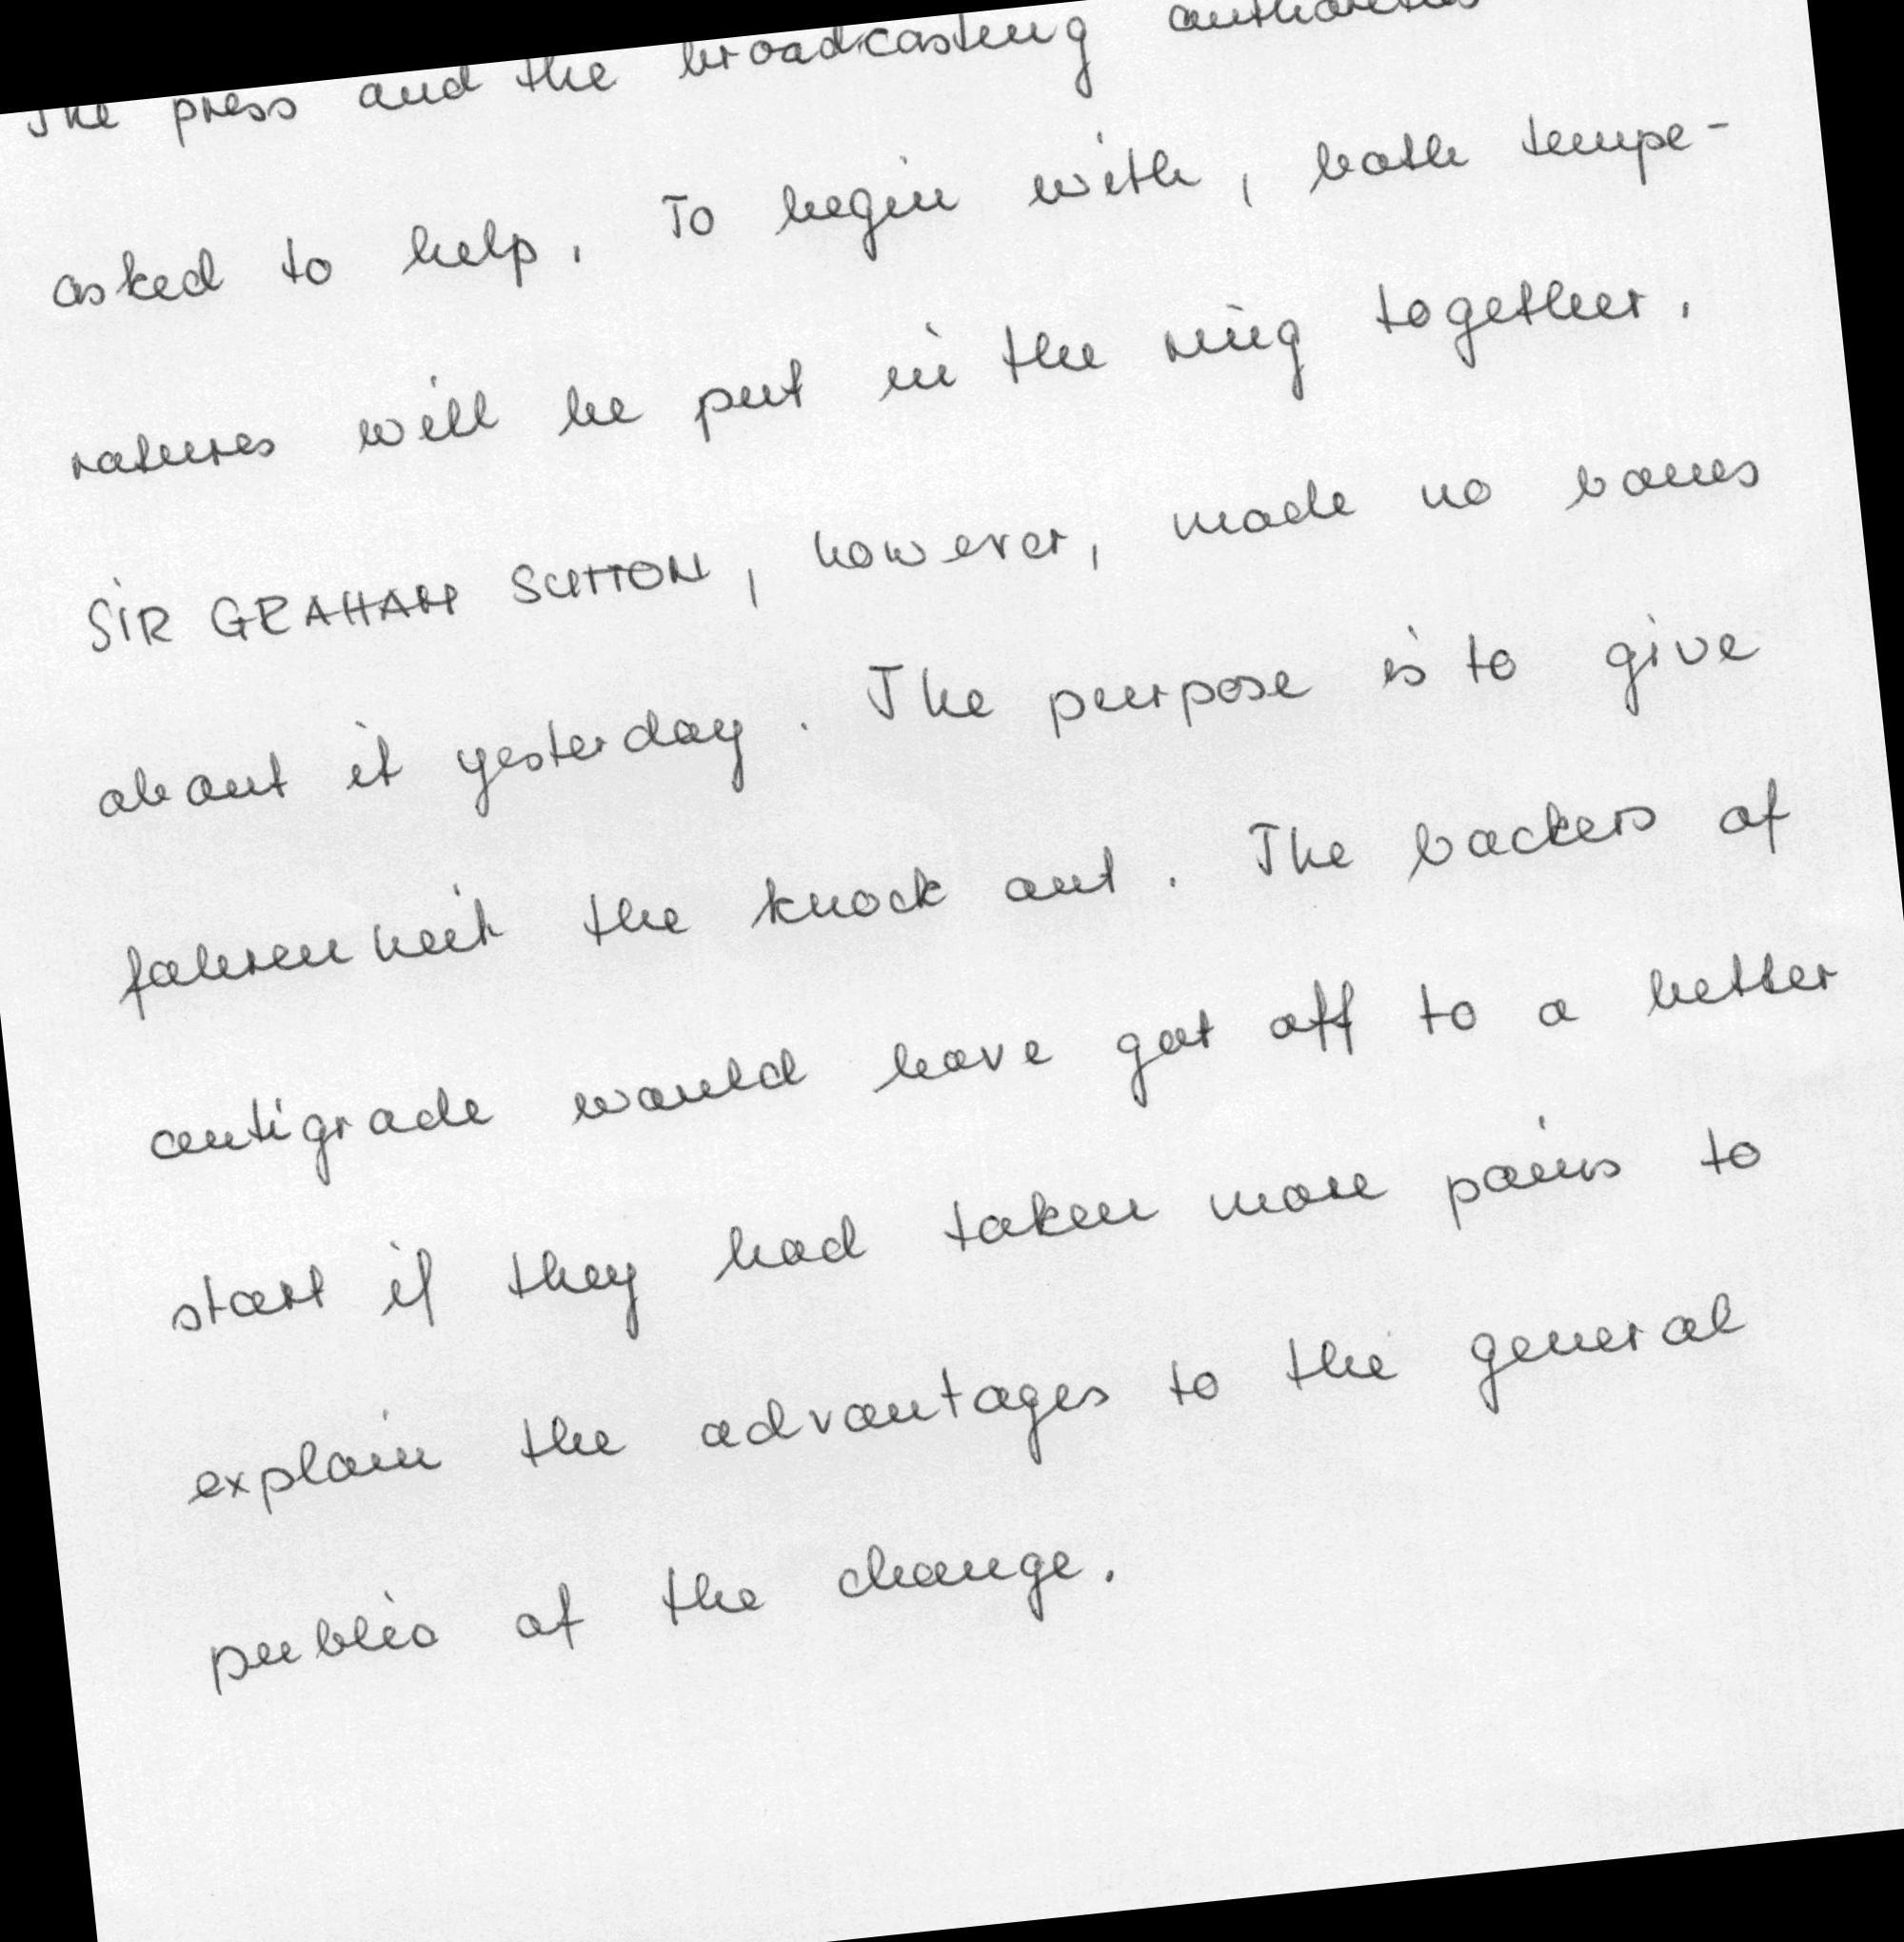 The press and the broadcasting authorities
asked to help. To begin with, both tempe-
ratures will be put in the ring together.
SIR GRAHAM SUTTON, however, made no bones
about it yesterday. The purpose is to give
fahrenheit the knock out. The backers of
centigrade would have got off to a better
start if they had taken more pains to
explain the advantages to the general
public of the change.